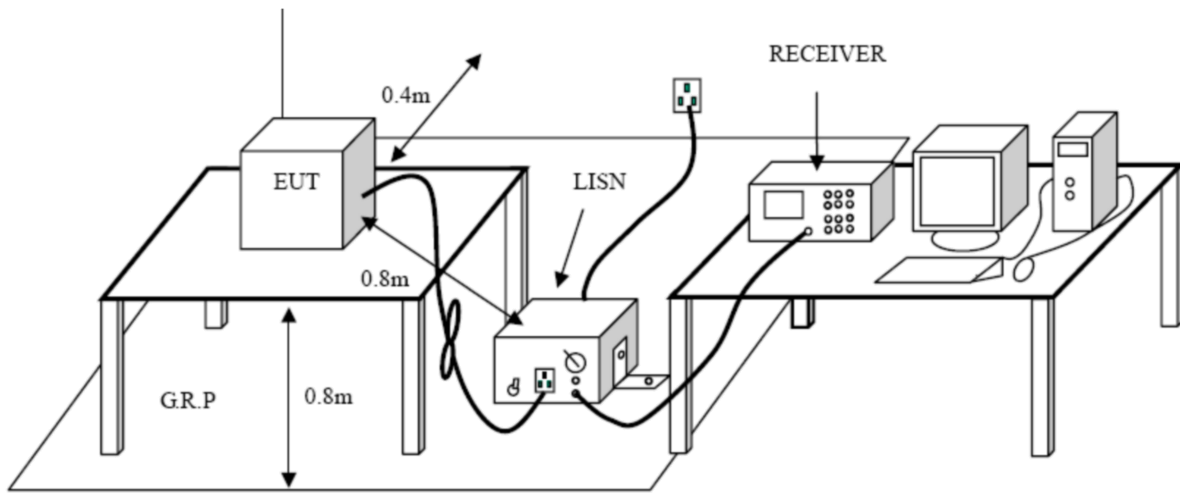 RECEIVER
0.4m
EUT
LISN
0.8m
G.R.P
0.8m